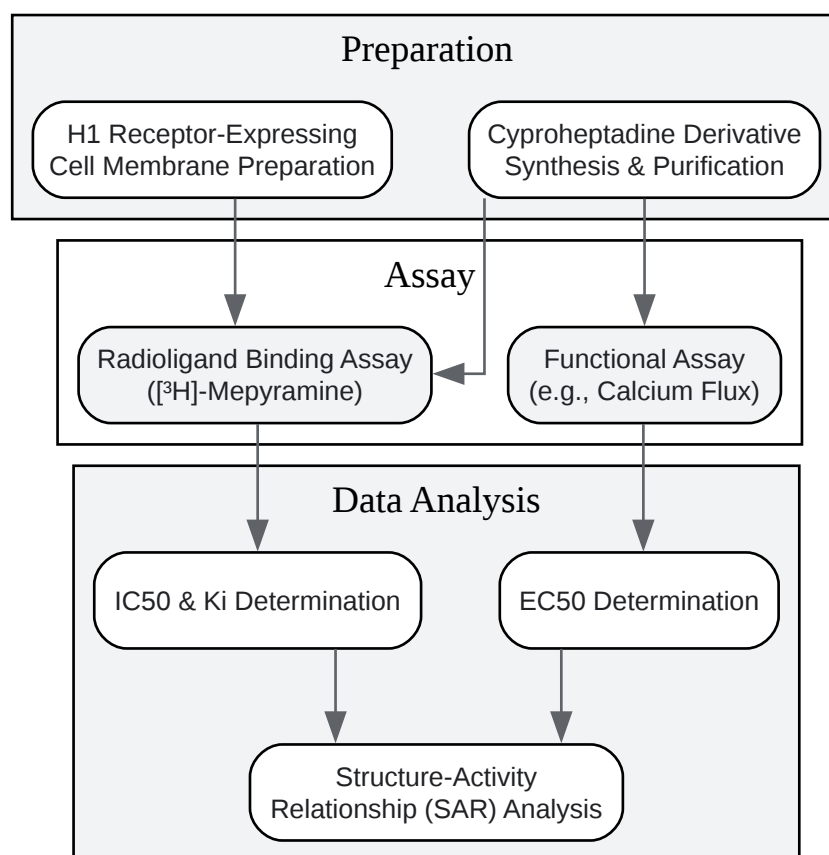 Preparation
H1 Receptor-Expressing
Cell Membrane Preparation
Cyproheptadine Derivative
Synthesis & Purification
Assay
Radioligand Binding Assay
([³H]-Mepyramine)
Functional Assay
(e.g., Calcium Flux)
Data Analysis
IC50 & Ki Determination
EC50 Determination
Structure-Activity
Relationship (SAR) Analysis